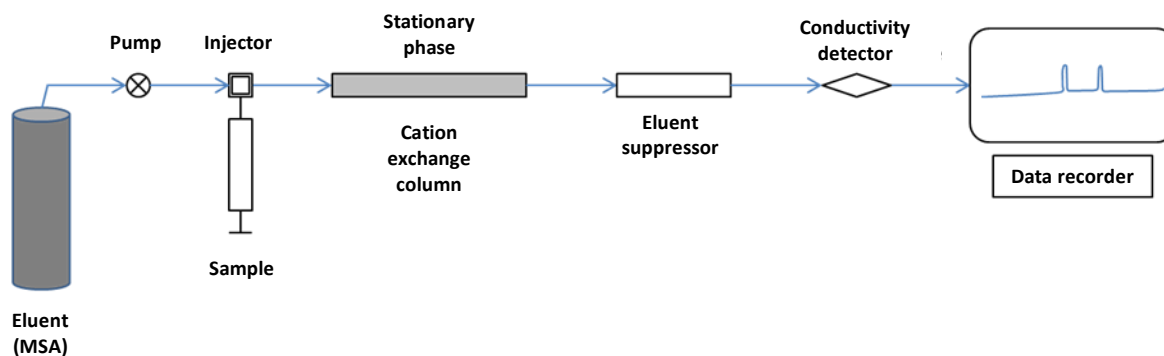 Pump
Injector
Stationary
phase
Conductivity
detector
Cation
exchange
column
Eluent
suppressor
Data recorder
Sample
Eluent
(MSA)